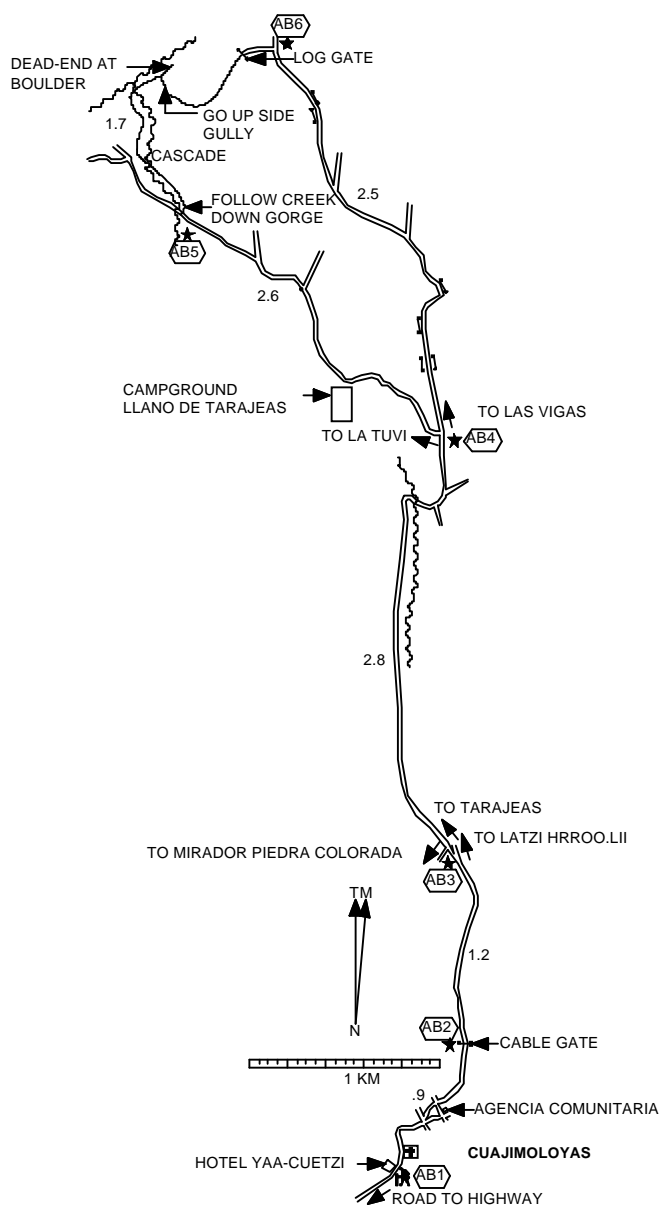 AB6
LOG GATE
DEAD-END AT
BOULDER
GO UP SIDE
GULLY
1.7
CASCADE
2.5
FOLLOW CREEK
DOWN GORGE
AB5
2.6
CAMPGROUND
LLANO DE TARAJEAS
TO LAS VIGAS
TO LA TUVI
AB4
2.8
TO TARAJEAS
TO LATZI HRROO.LII
TO MIRADOR PIEDRA COLORADA
AB3
TM
1.2
N
AB2
CABLE GATE
1 KM
.9
AGENCIA COMUNITARIA
CUAJIMOLOYAS
HOTEL YAA-CUETZI
AB1
ROAD TO HIGHWAY